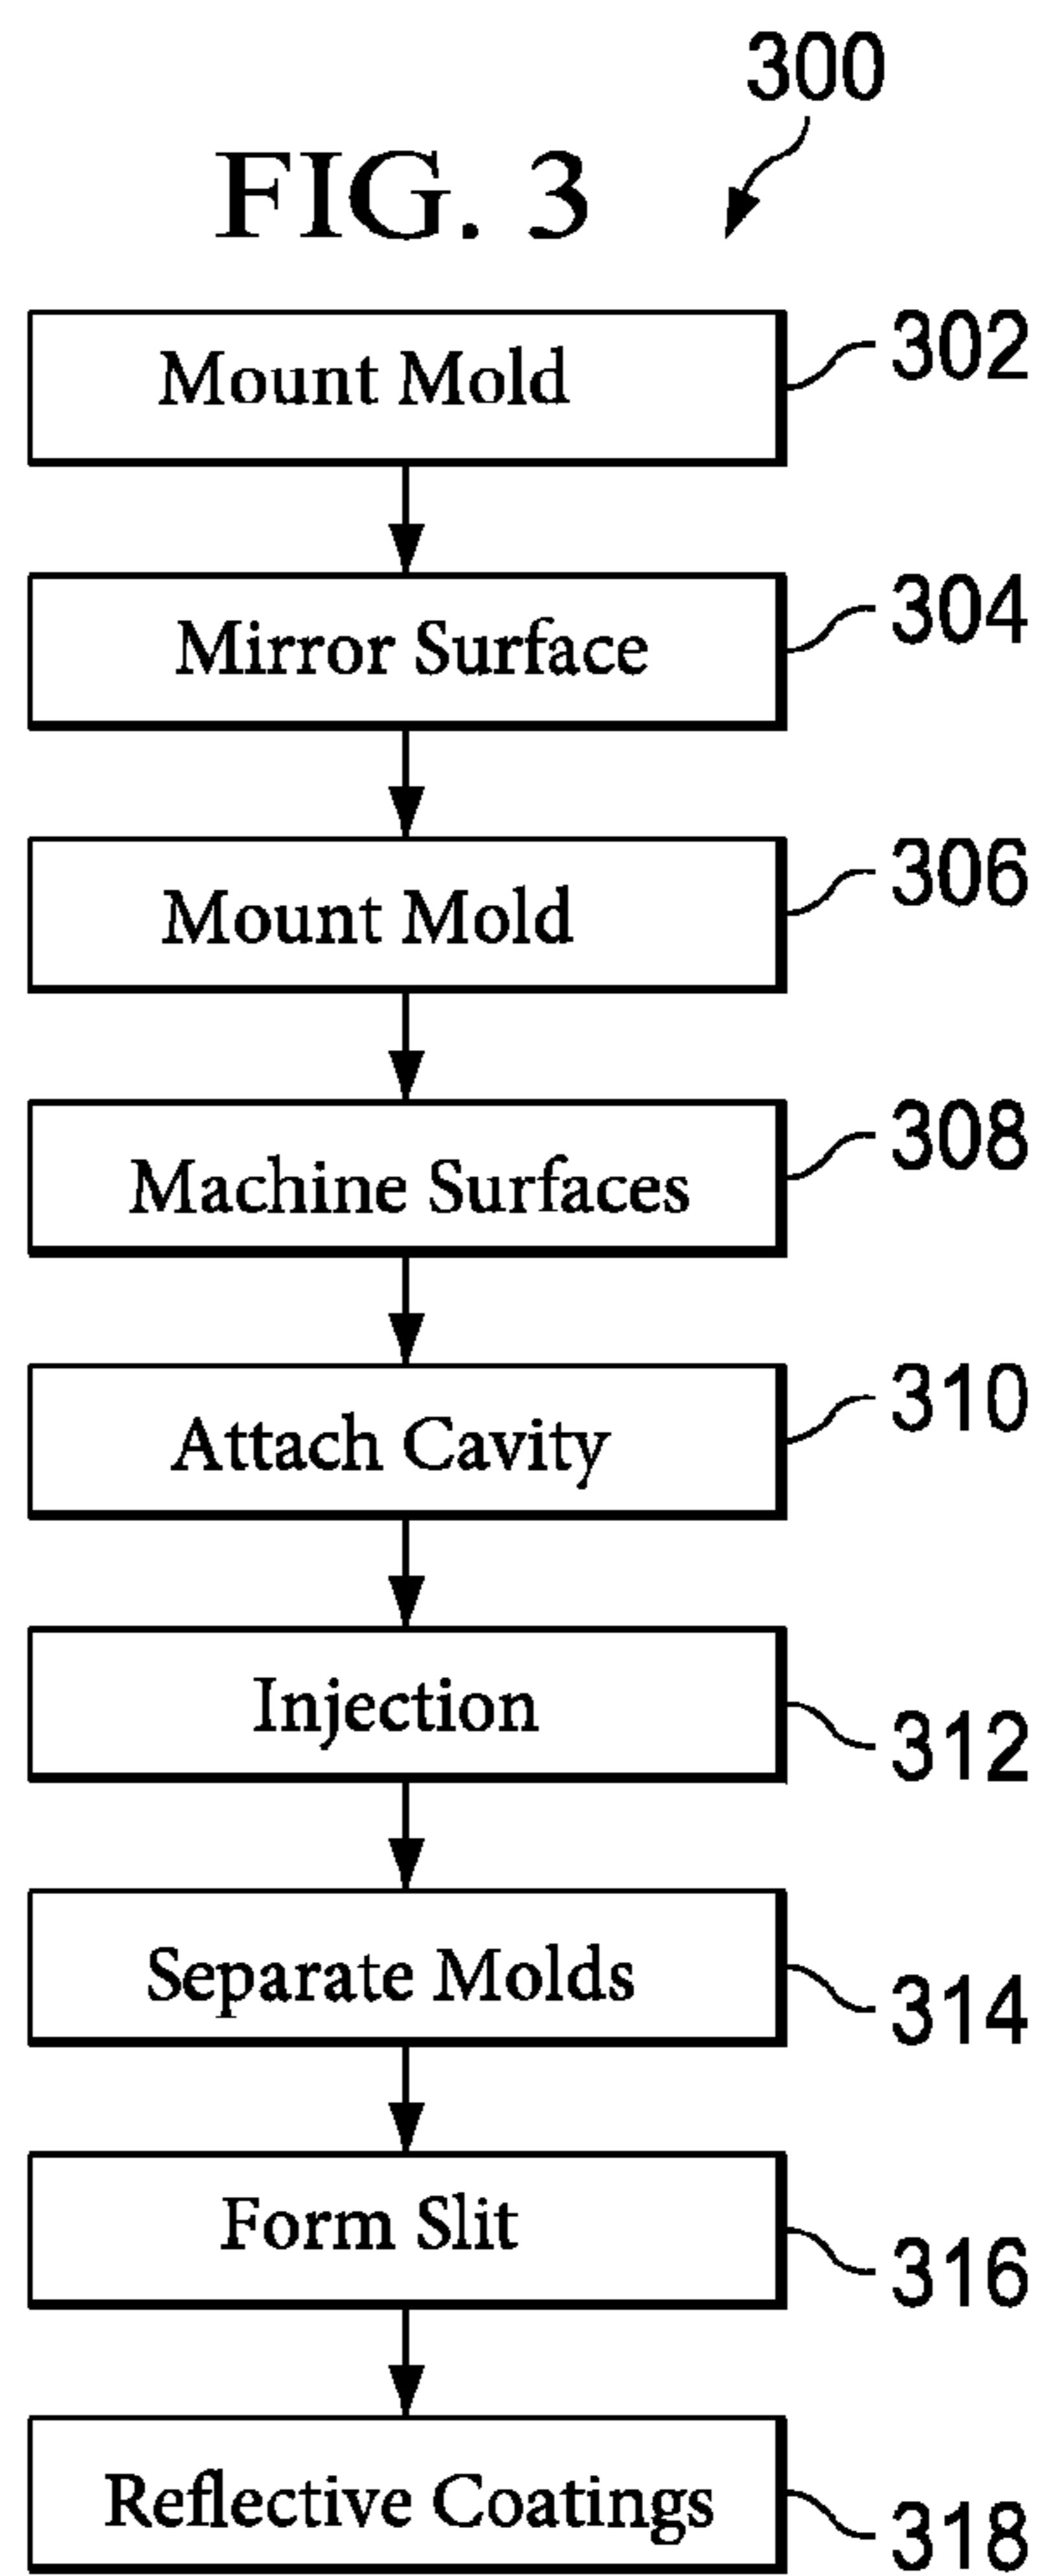 300
FIG. 3
Mount Mold 302
Mirror Surface 304
Mount Mold 306
Machine Surfaces 308
Attach Cavity 310
Injection 312
Separate Molds 314
Form Slit 316
Reflective Coatings 318